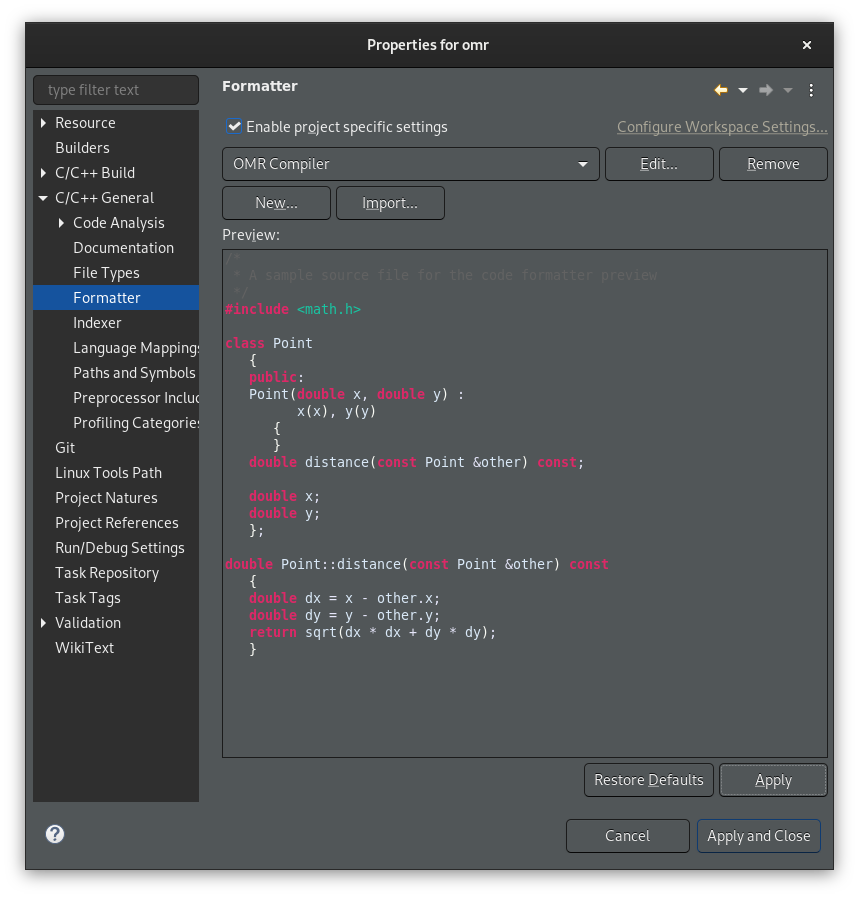 Properties for omr
type filter text
Resource
Builders
C/C++ Build
C/C++ General
Code Analysis
Documentation
File Types
Formatter
Indexer
Language Mappings
Paths and Symbols
Preprocessor Includ
Profiling Categories
Git
Linux Tools Path
Project Natures
Project References
Run/Debug Settings
Task Repository
Task Tags
Validation
WikiText
Formatter
Enable project specific settings
Configure Workspace Settings...
OMR Compiler
Edit...
Remove
New...
Import...
Preview:
/*
 * A sample source file for the code formatter preview
 */
#include <math.h>
class Point
   {
   public:
   Point(double x, double y) :
         x(x), y(y)
      {
      }
   double distance(const Point &other) const;
   double x;
   double y;
   };
double Point::distance(const Point &other) const
   {
   double dx = x - other.x;
   double dy = y - other.y;
   return sqrt(dx * dx + dy * dy);
   }
Restore Defaults
Apply
?
Cancel
Apply and Close